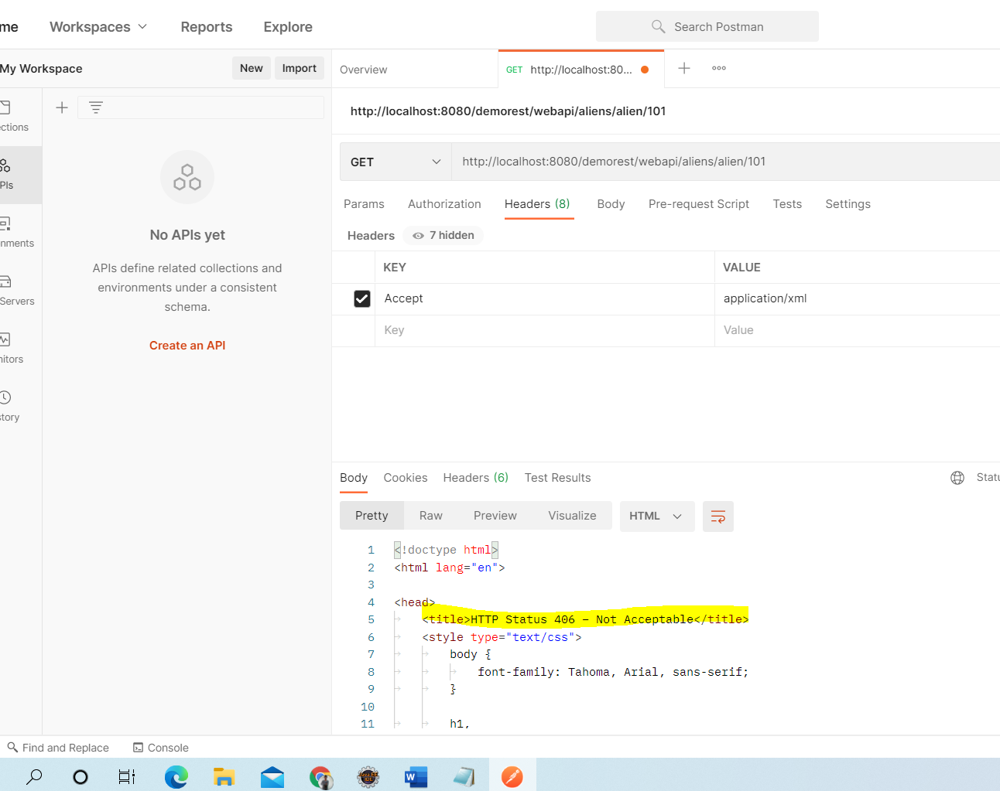 me Workspaces Reports Explore Search Postman
My Workspace New Import
Overview GET http://localhost:80...
http://localhost:8080/demorest/webapi/aliens/alien/101
GET http://localhost:8080/demorest/webapi/aliens/alien/101
Params Authorization Headers (8) Body Pre-request Script Tests Settings
Headers 7 hidden
KEY VALUE
Accept application/xml
Key Value
ctions
PIs
nments
Servers
nitors
tory
No APIs yet
APIs define related collections and
environments under a consistent
schema.
Create an API
Body Cookies Headers (6) Test Results Statu
Pretty Raw Preview Visualize HTML
1 <!doctype html>
2 <html lang="en">
3
4 <head>
5 <title>HTTP Status 406 – Not Acceptable</title>
6 <style type="text/css">
7 body {
8 font-family: Tahoma, Arial, sans-serif;
9 }
10
11 h1,
Find and Replace Console